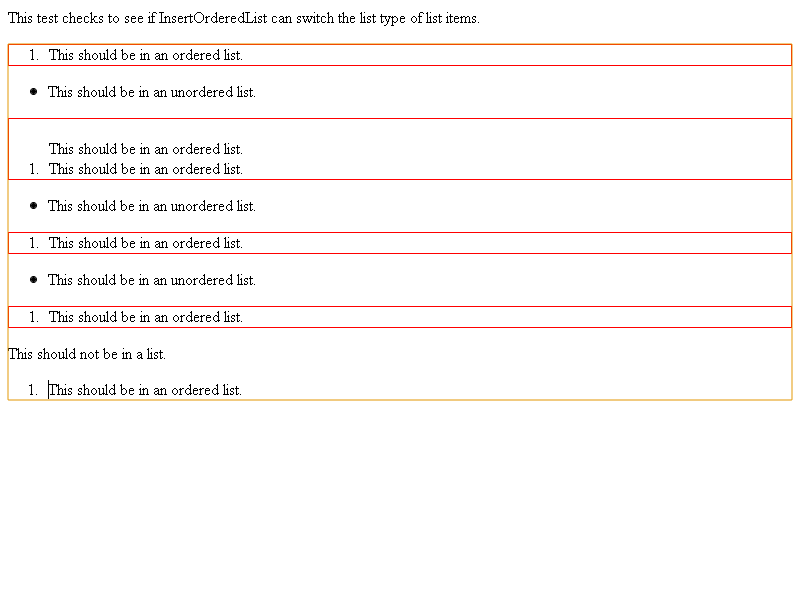 This test checks to see if InsertOrderedList can switch the list type of list items.
1. This should be in an ordered list.
• This should be in an unordered list.
This should be in an ordered list.
1. This should be in an ordered list.
• This should be in an unordered list.
1. This should be in an ordered list.
• This should be in an unordered list.
1. This should be in an ordered list.
This should not be in a list.
1. This should be in an ordered list.